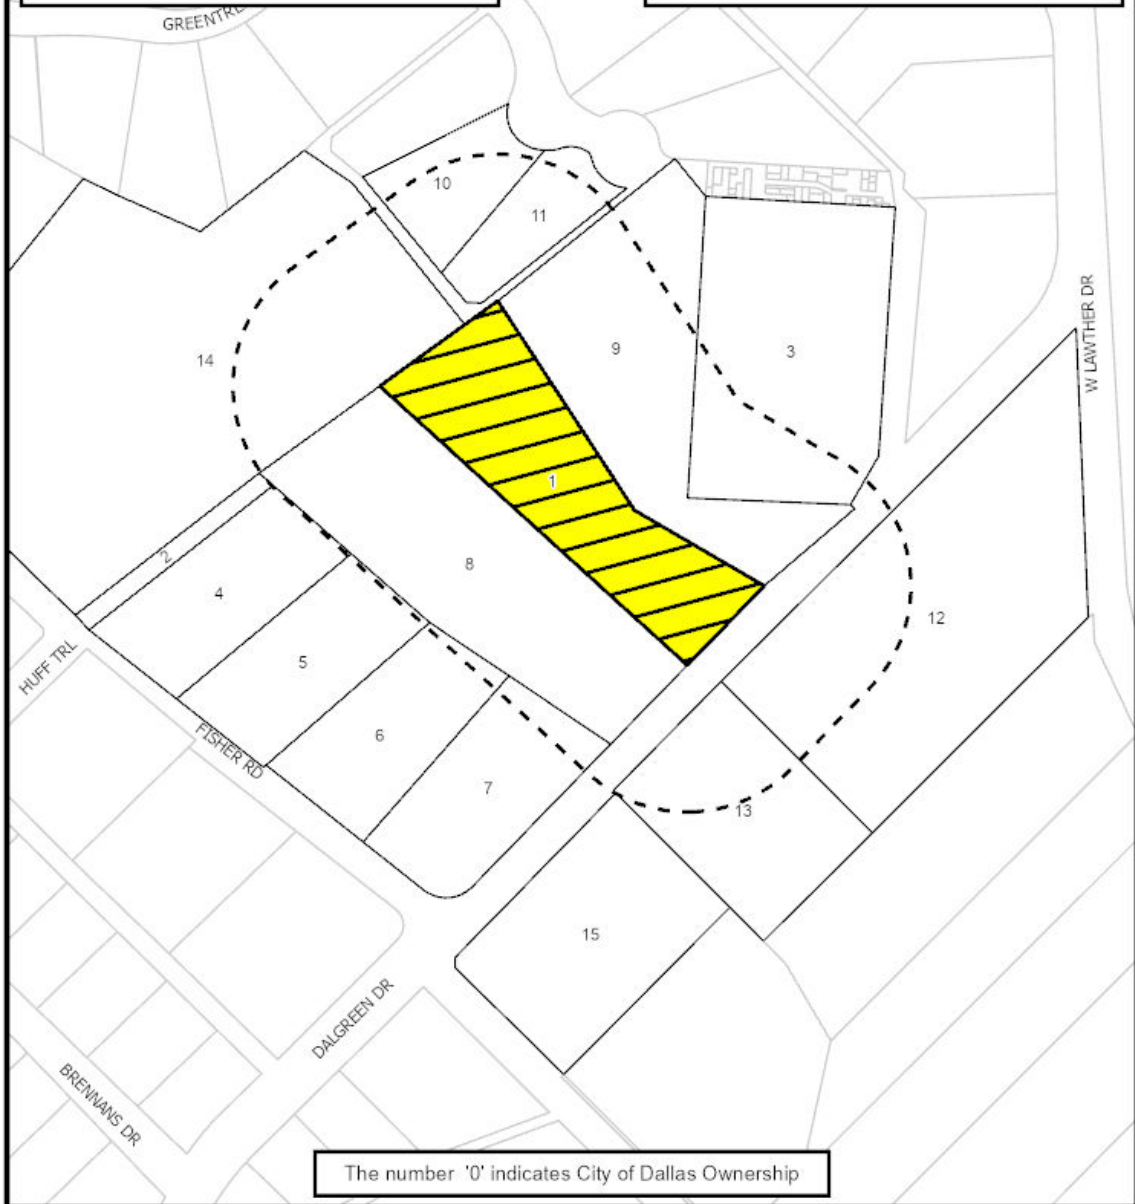 GREENTRE
10
11
W LAWTHER DR
9
3
14
1
2
8
4
12
5
HUFF TRL
6
FISHER RD
7
13
15
DALGREEN DR
BRENNANS DR
The number '0' indicates City of Dallas Ownership